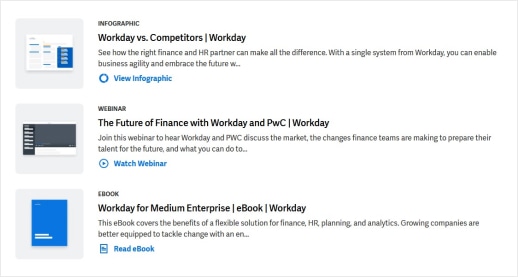 INFOGRAPHIC
Workday vs. Competitors | Workday
See how the right finance and HR partner can make all the difference. With a single system from Workday, you can enable
business agility and embrace the future w...
View Infographic
WEBINAR
The Future of Finance with Workday and PwC | Workday
Join this webinar to hear Workday and PWC discuss the market, the changes finance teams are making to prepare their
talent for the future, and what you can do to...
Watch Webinar
EBOOK
Workday for Medium Enterprise | eBook | Workday
This eBook covers the benefits of a flexible solution for finance, HR, planning, and analytics. Growing companies are
better equipped to tackle change with an en...
Read eBook